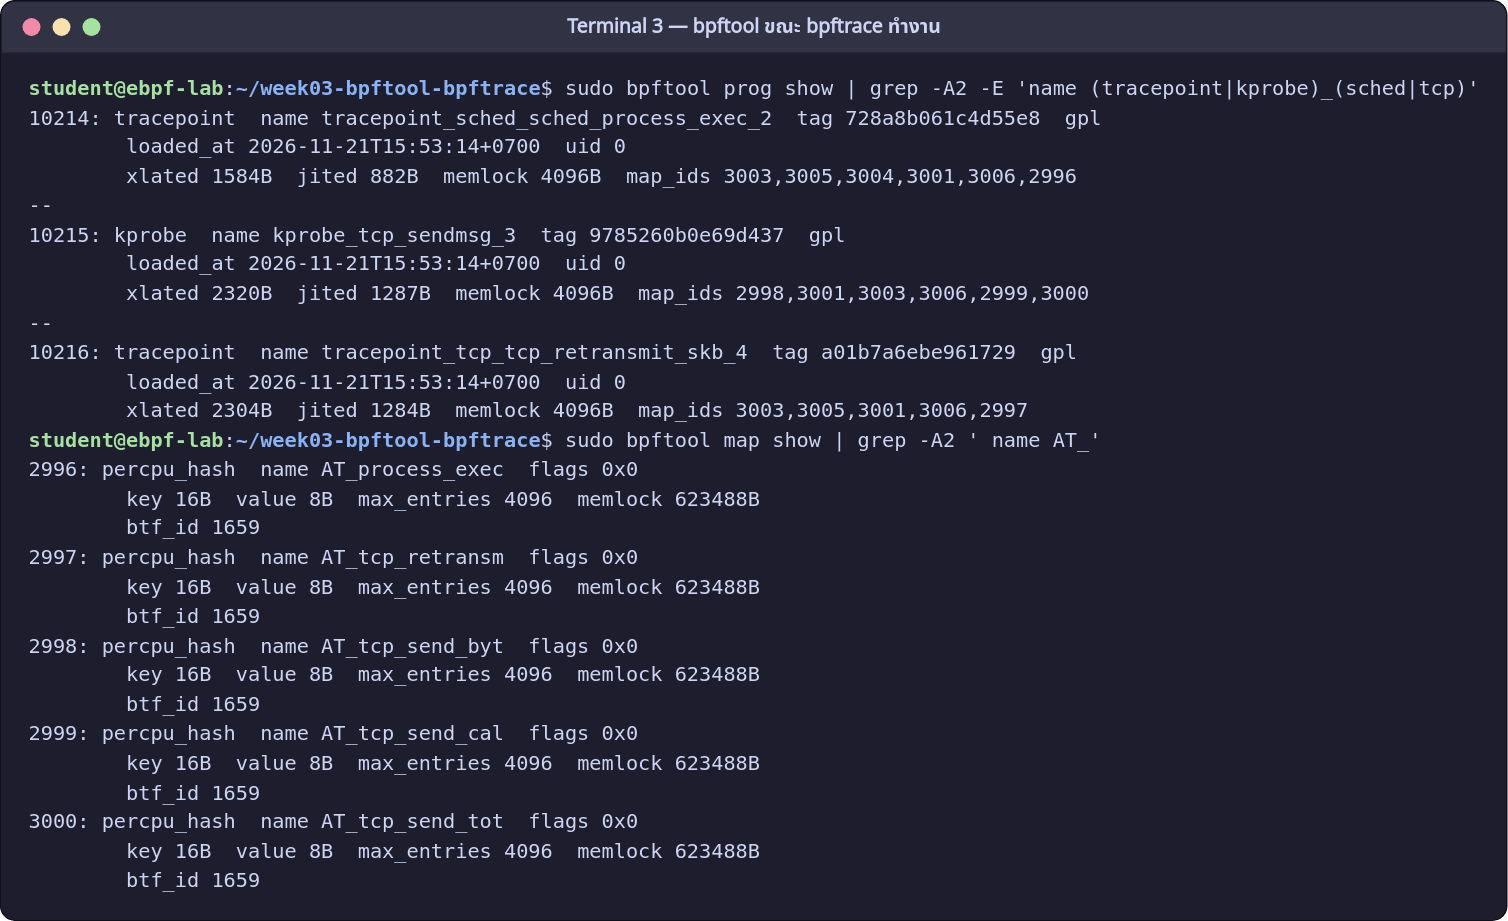 Terminal 3 — bpftool ขณะ bpftrace ทำงาน
student@ebpf-lab:~/week03-bpftool-bpftrace$ sudo bpftool prog show | grep -A2 -E 'name (tracepoint|kprobe)_(sched|tcp)'
10214: tracepoint  name tracepoint_sched_sched_process_exec_2  tag 728a8b061c4d55e8  gpl
        loaded_at 2026-11-21T15:53:14+0700  uid 0
        xlated 1584B  jited 882B  memlock 4096B  map_ids 3003,3005,3004,3001,3006,2996
--
10215: kprobe  name kprobe_tcp_sendmsg_3  tag 9785260b0e69d437  gpl
        loaded_at 2026-11-21T15:53:14+0700  uid 0
        xlated 2320B  jited 1287B  memlock 4096B  map_ids 2998,3001,3003,3006,2999,3000
--
10216: tracepoint  name tracepoint_tcp_tcp_retransmit_skb_4  tag a01b7a6ebe961729  gpl
        loaded_at 2026-11-21T15:53:14+0700  uid 0
        xlated 2304B  jited 1284B  memlock 4096B  map_ids 3003,3005,3001,3006,2997
student@ebpf-lab:~/week03-bpftool-bpftrace$ sudo bpftool map show | grep -A2 ' name AT_'
2996: percpu_hash  name AT_process_exec  flags 0x0
        key 16B  value 8B  max_entries 4096  memlock 623488B
        btf_id 1659
2997: percpu_hash  name AT_tcp_retransm  flags 0x0
        key 16B  value 8B  max_entries 4096  memlock 623488B
        btf_id 1659
2998: percpu_hash  name AT_tcp_send_byt  flags 0x0
        key 16B  value 8B  max_entries 4096  memlock 623488B
        btf_id 1659
2999: percpu_hash  name AT_tcp_send_cal  flags 0x0
        key 16B  value 8B  max_entries 4096  memlock 623488B
        btf_id 1659
3000: percpu_hash  name AT_tcp_send_tot  flags 0x0
        key 16B  value 8B  max_entries 4096  memlock 623488B
        btf_id 1659